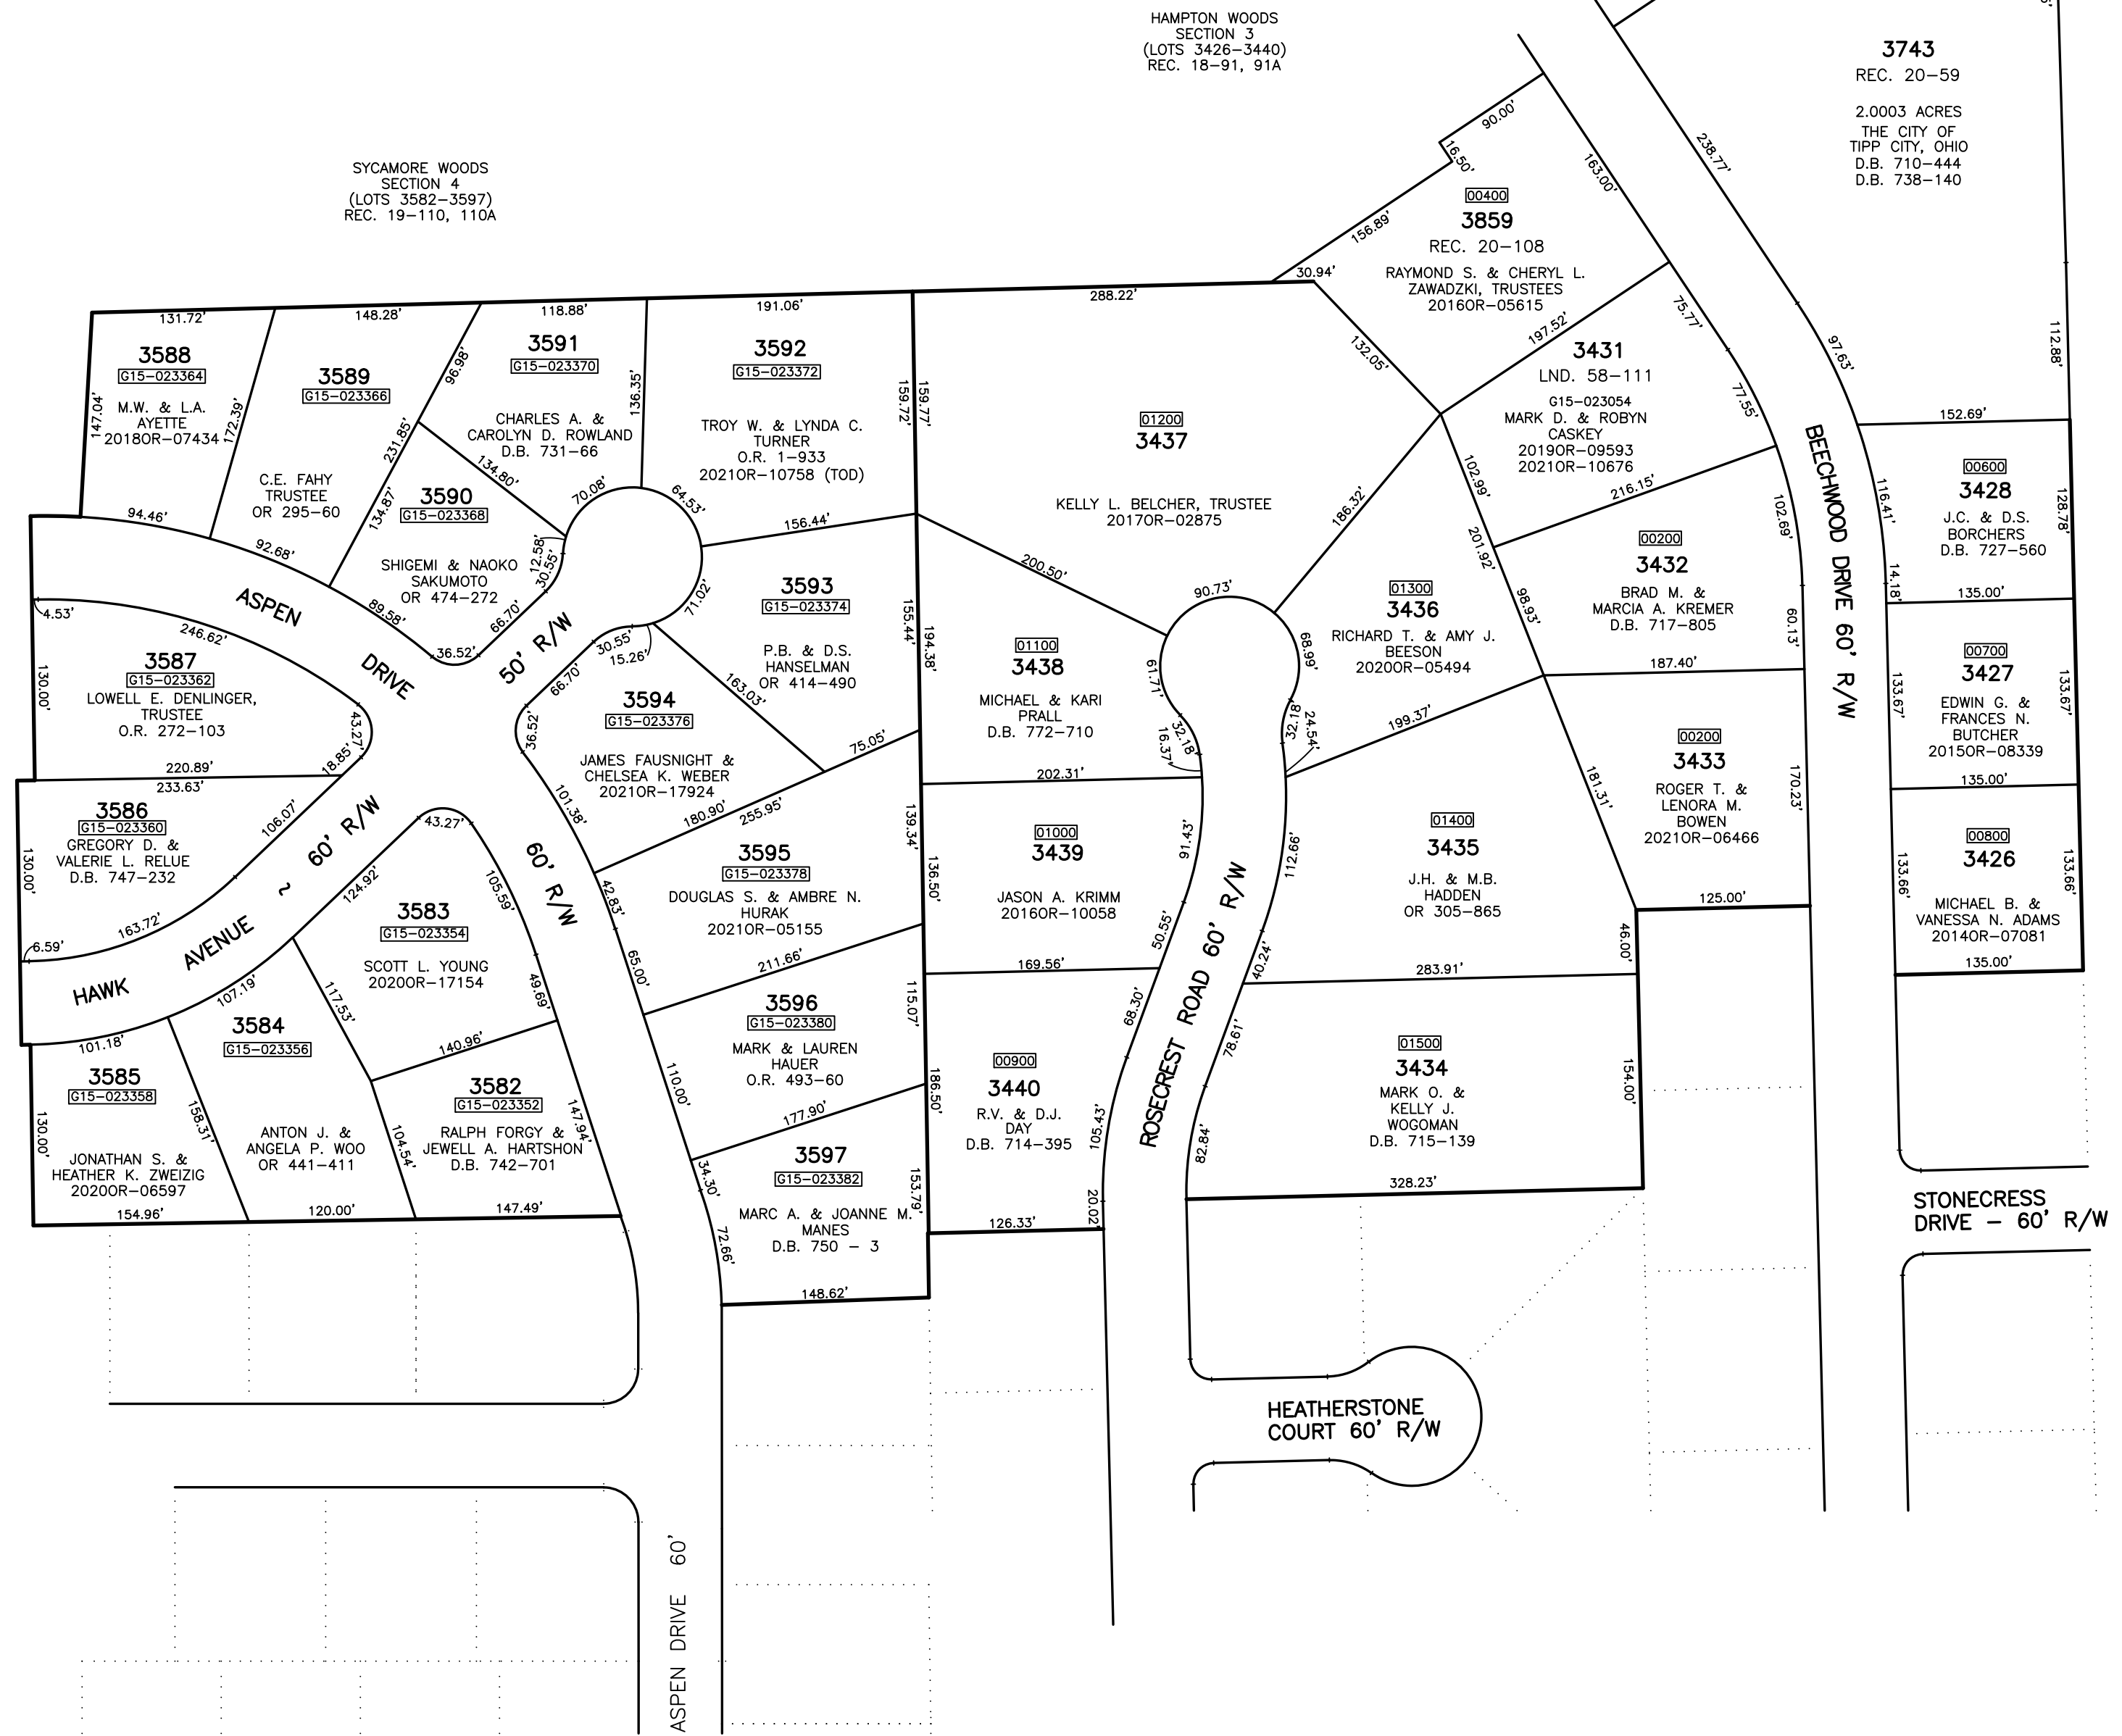 HAMPTON WOODS
SECTION 3
(LOTS 3426-3440)
REC. 18-91, 91A
SYCAMORE WOODS
SECTION 4
(LOTS 3582-3597)
REC. 19-110, 110A
3743
REC. 20-59
2.0003 ACRES
THE CITY OF
TIPP CITY, OHIO
D.B. 710-444
D.B. 738-140
238.77'
112.88'
97.63'
90.00'
16.50'
163.00'
156.89'
30.94'
00400
3859
REC. 20-108
RAYMOND S. & CHERYL L.
ZAWADZKI, TRUSTEES
2016OR-05615
197.52'
75.77'
3431
LND. 58-111
G15-023054
MARK D. & ROBYN
CASKEY
2019OR-09593
2021OR-10676
77.55'
216.15'
102.99'
201.92'
98.93'
131.72'
3588
G15-023364
M.W. & L.A.
AYETTE
2018OR-07434
147.04'
172.39'
94.46'
148.28'
3589
G15-023366
C.E. FAHY
TRUSTEE
OR 295-60
92.68'
231.85'
96.98'
134.87'
118.88'
3591
G15-023370
CHARLES A. &
CAROLYN D. ROWLAND
D.B. 731-66
136.35'
134.80'
70.08'
3590
G15-023368
SHIGEMI & NAOKO
SAKUMOTO
OR 474-272
12.58'
30.55'
66.70'
89.58'
36.52'
191.06'
3592
G15-023372
TROY W. & LYNDA C.
TURNER
O.R. 1-933
2021OR-10758 (TOD)
159.72'
159.77'
64.53'
156.44'
288.22'
132.05'
01200
3437
KELLY L. BELCHER, TRUSTEE
2017OR-02875
186.32'
200.50'
90.73'
3593
G15-023374
P.B. & D.S.
HANSELMAN
OR 414-490
71.02'
155.44'
194.38'
163.03'
75.05'
30.55'
15.26'
66.70'
36.52'
3594
G15-023376
JAMES FAUSNIGHT &
CHELSEA K. WEBER
2021OR-17924
101.38'
180.90'
255.95'
01100
3438
MICHAEL & KARI
PRALL
D.B. 772-710
61.71'
32.18'
16.37'
202.31'
01300
3436
RICHARD T. & AMY J.
BEESON
2020OR-05494
68.99'
32.18'
24.54'
199.37'
00200
3432
BRAD M. &
MARCIA A. KREMER
D.B. 717-805
102.69'
60.13'
187.40'
00200
3433
ROGER T. &
LENORA M.
BOWEN
2021OR-06466
181.31'
170.23'
125.00'
BEECHWOOD DRIVE 60' R/W
152.69'
00600
3428
J.C. & D.S.
BORCHERS
D.B. 727-560
116.41'
14.18'
128.78'
135.00'
00700
3427
EDWIN G. &
FRANCES N.
BUTCHER
2015OR-08339
133.67'
133.67'
135.00'
00800
3426
MICHAEL B. &
VANESSA N. ADAMS
2014OR-07081
133.66'
133.66'
135.00'
ASPEN
DRIVE
50' R/W
60' R/W
4.53'
246.62'
3587
G15-023362
LOWELL E. DENLINGER,
TRUSTEE
O.R. 272-103
130.00'
43.27'
18.85'
220.89'
233.63'
3586
G15-023360
GREGORY D. &
VALERIE L. RELUE
D.B. 747-232
130.00'
106.07'
163.72'
6.59'
HAWK
AVENUE
~
60' R/W
124.92'
43.27'
105.59'
3583
G15-023354
SCOTT L. YOUNG
2020OR-17154
49.69'
140.96'
117.53'
107.19'
3584
G15-023356
ANTON J. &
ANGELA P. WOO
OR 441-411
101.18'
3585
G15-023358
JONATHAN S. &
HEATHER K. ZWEIZIG
2020OR-06597
130.00'
158.31'
154.96'
120.00'
104.54'
3582
G15-023352
RALPH FORGY &
JEWELL A. HARTSHON
D.B. 742-701
147.94'
147.49'
3595
G15-023378
DOUGLAS S. & AMBRE N.
HURAK
2021OR-05155
42.83'
65.00'
139.34'
136.50'
211.66'
3596
G15-023380
MARK & LAUREN
HAUER
O.R. 493-60
110.00'
115.07'
186.50'
177.90'
3597
G15-023382
MARC A. & JOANNE M.
MANES
D.B. 750 - 3
34.30'
72.66'
153.79'
148.62'
01000
3439
JASON A. KRIMM
2016OR-10058
91.43'
50.55'
169.56'
00900
3440
R.V. & D.J.
DAY
D.B. 714-395
68.30'
105.43'
20.02'
126.33'
ROSECREST ROAD 60' R/W
01400
3435
J.H. & M.B.
HADDEN
OR 305-865
112.66'
40.24'
46.00'
283.91'
01500
3434
MARK O. &
KELLY J.
WOGOMAN
D.B. 715-139
78.61'
82.84'
154.00'
328.23'
STONECRESS
DRIVE - 60' R/W
HEATHERSTONE
COURT 60' R/W
ASPEN DRIVE 60'